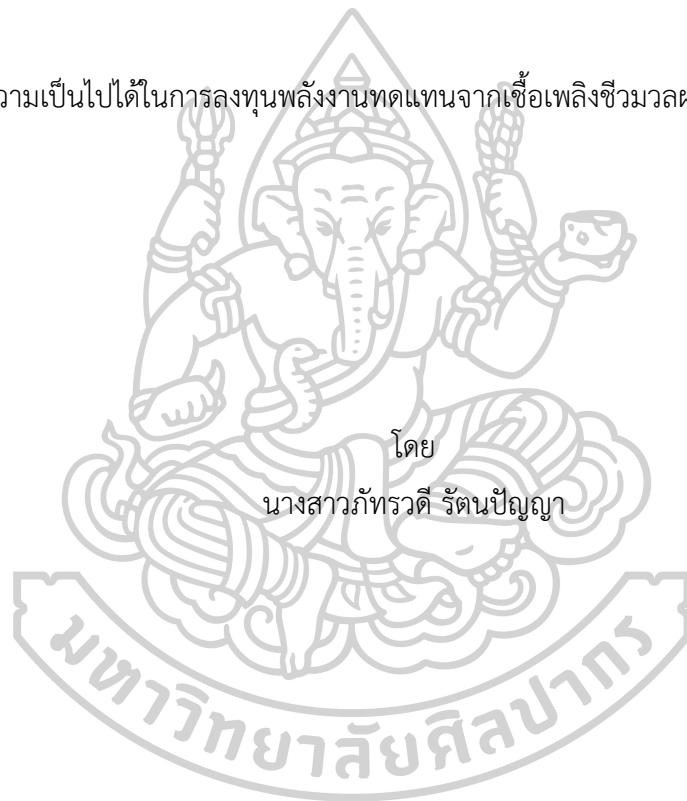 วามเป็นไปได้ในการลงทุนพลังงานทดแทนจากเชื้อเพลิงชีวมวล
โดย
นางสาวภัทรวดี รัตนปัญญา
มหาวิทยาลัยศิลปากร